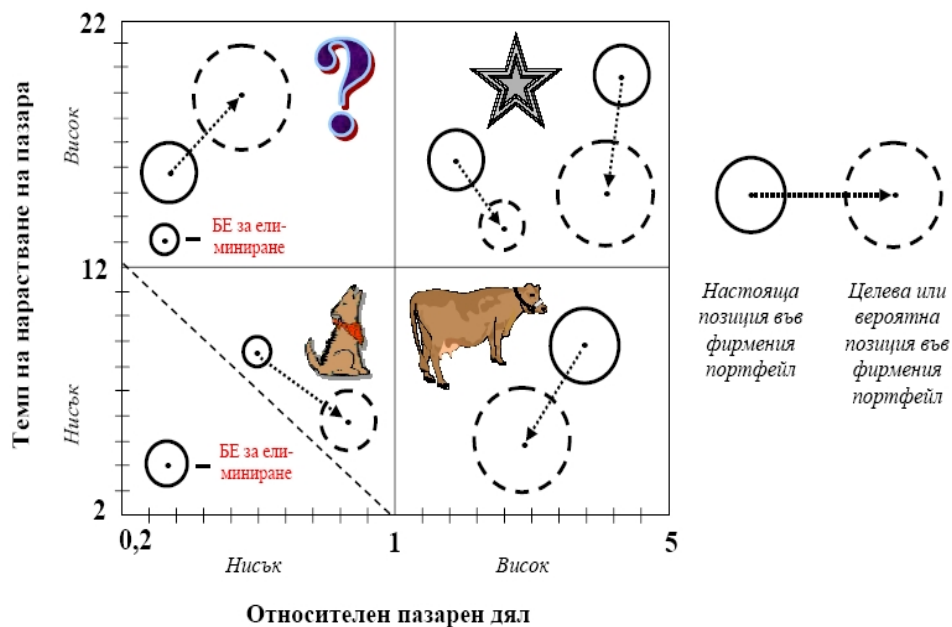 22
Темп на нарастване на пазара
Висок
БЕ за ели-
миниране
12
Нисък
БЕ за ели-
миниране
2
0,2
1
5
Нисък
Висок
Относителен пазарен дял
Настояща
позиция във
фирмения
портфейл
Целева или
вероятна
позиция във
фирмения
портфейл